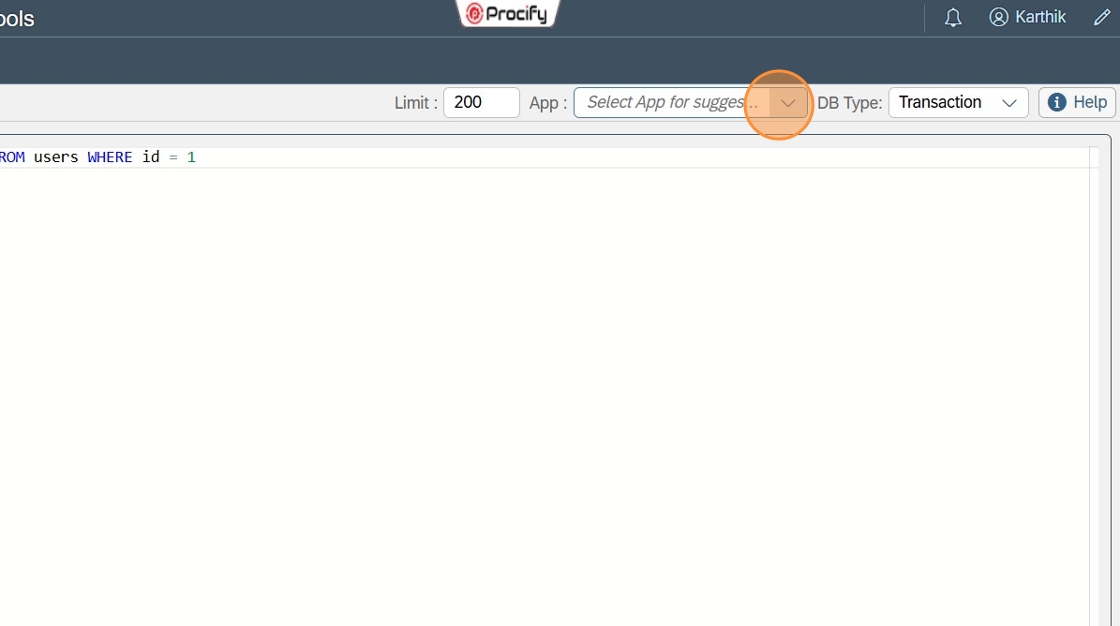 ools
Procify
Karthik
Limit : 200 App : Select App for sugges... DB Type: Transaction Help
ROM users WHERE id = 1